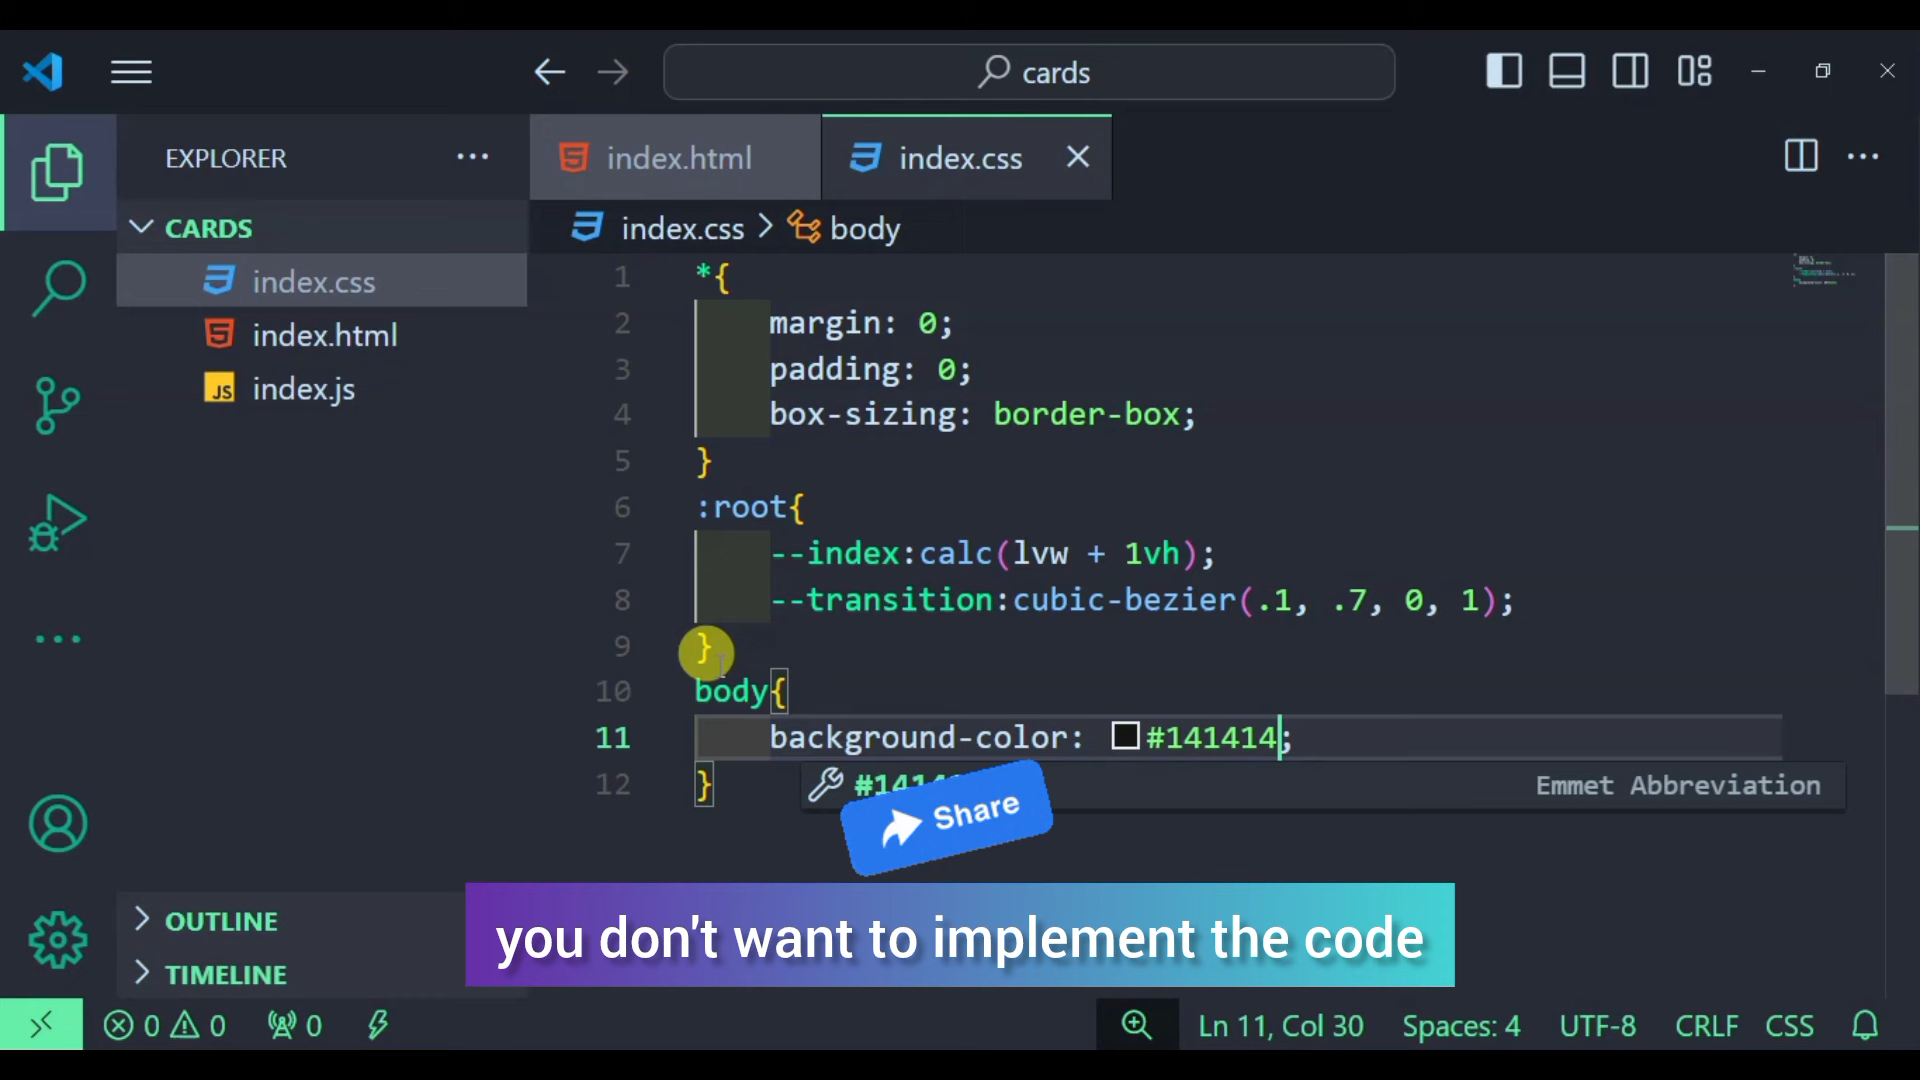 cards
EXPLORER
index.html
index.css
CARDS
index.css > body
index.css
index.html
index.js
1 *{
2 margin: 0;
3 padding: 0;
4 box-sizing: border-box;
5 }
6 :root{
7 --index:calc(lvw + 1vh);
8 --transition:cubic-bezier(.1, .7, 0, 1);
9 }
10 body{
11 background-color: #141414;
12 }
Emmet Abbreviation
Share
you don't want to implement the code
OUTLINE
TIMELINE
0 0 0 Ln 11, Col 30 Spaces: 4 UTF-8 CRLF CSS